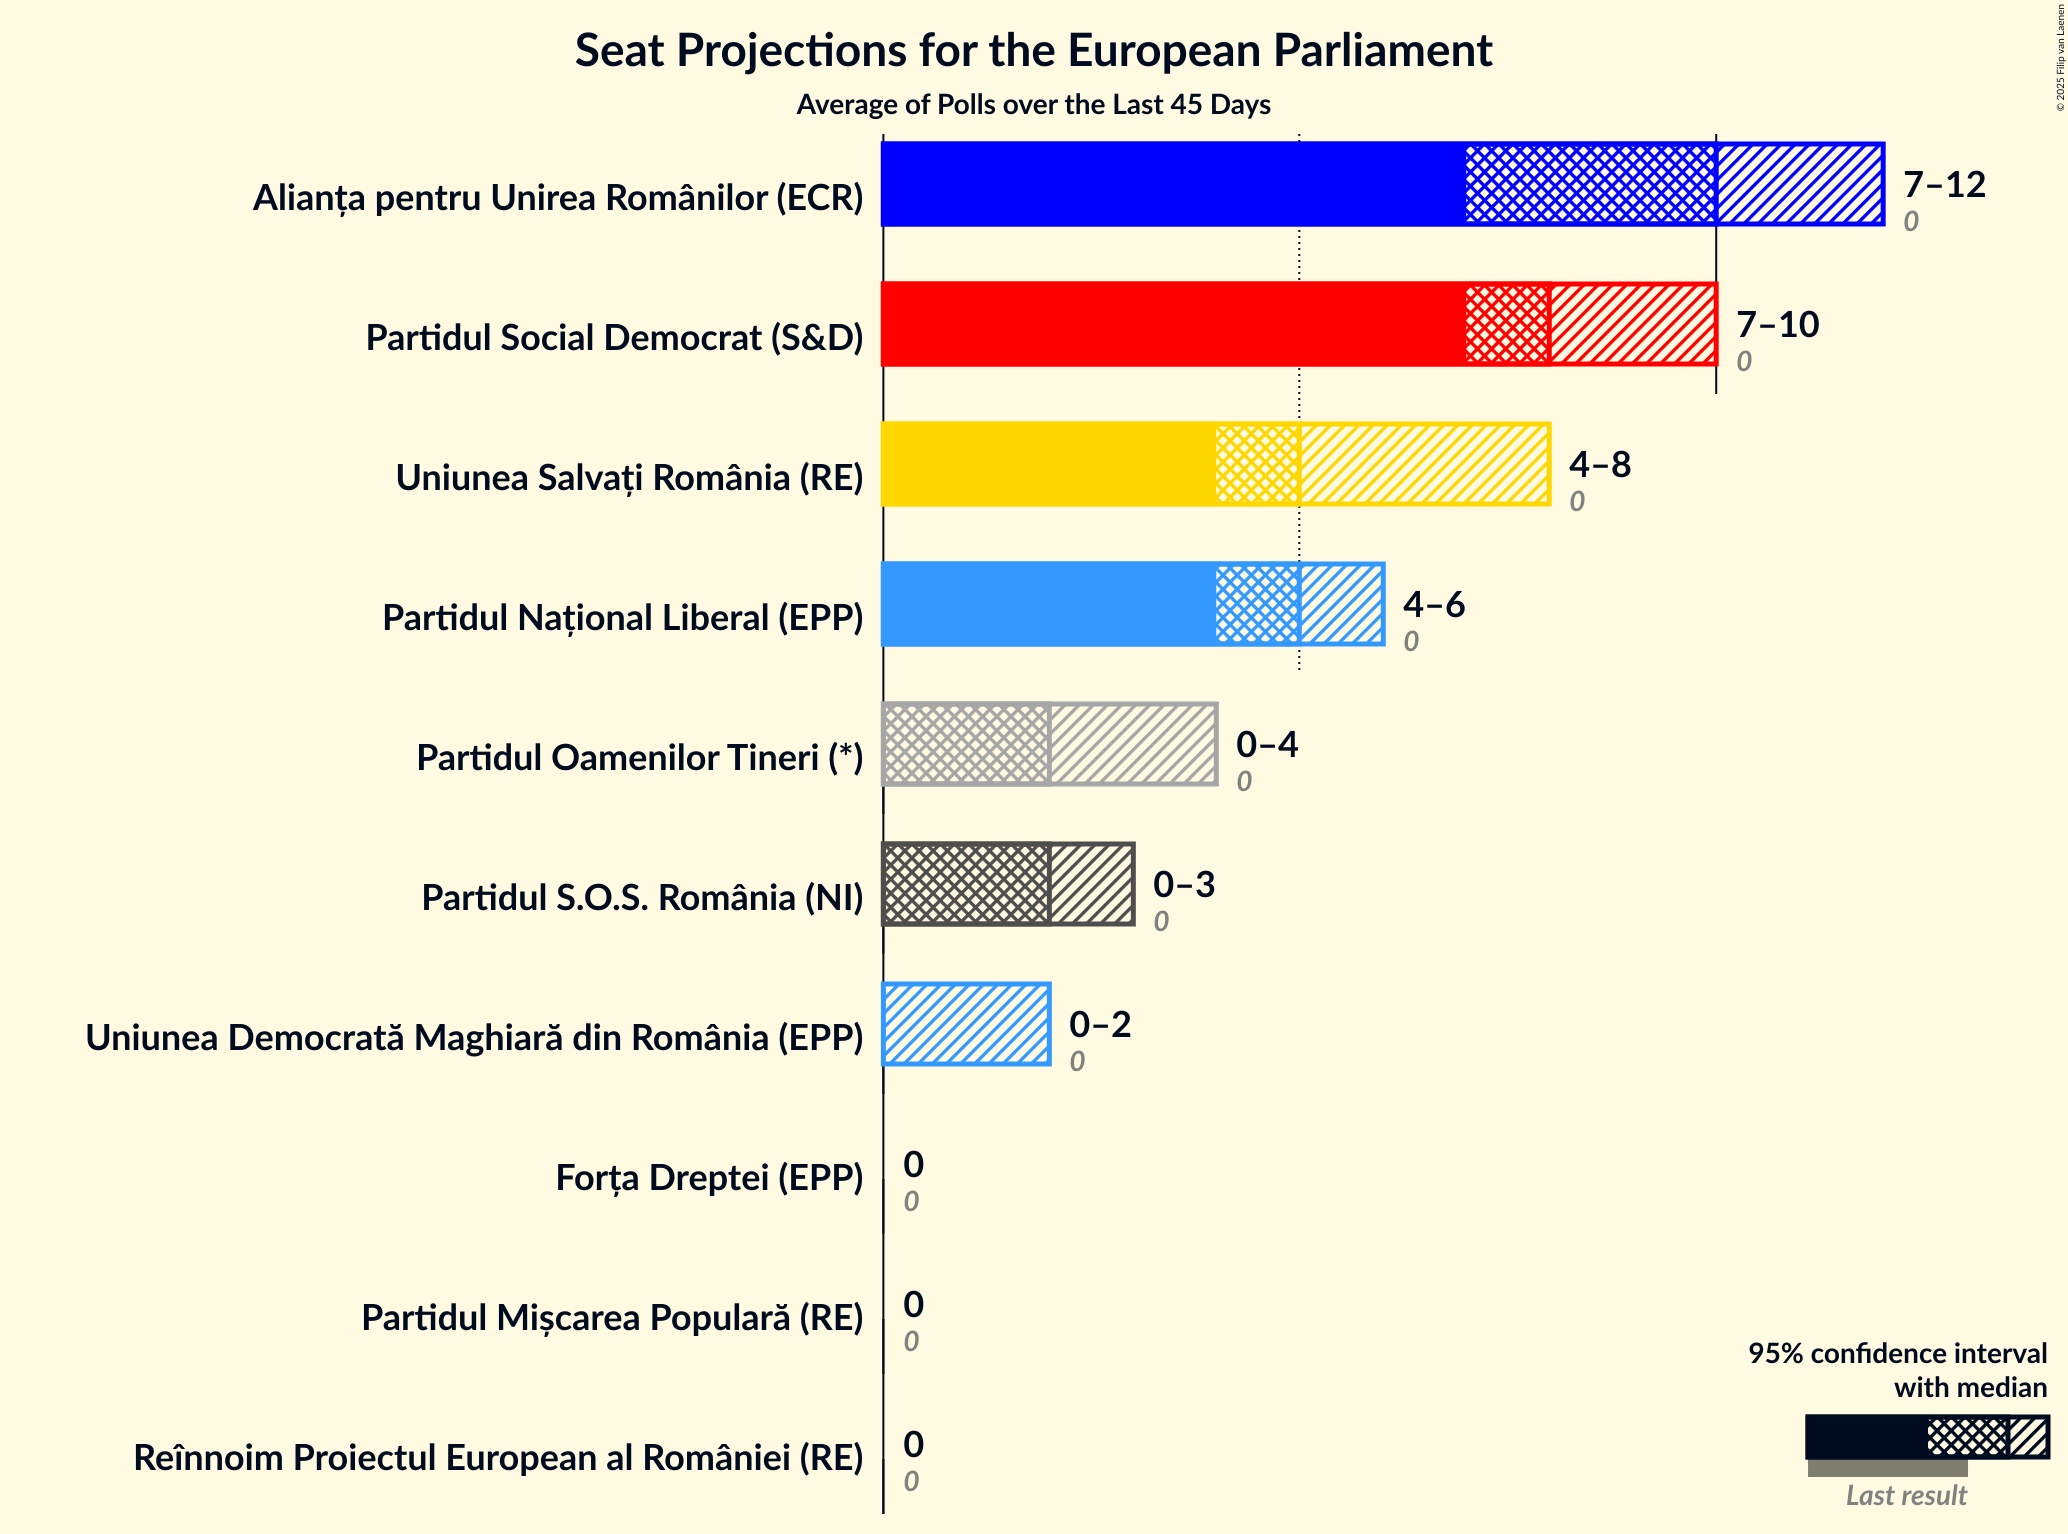 Seat Projections for the European Parliament
Average of Polls over the Last 45 Days
© 2025 Filip van Laenen
Alianța pentru Unirea Românilor (ECR)
7–12
0
Partidul Social Democrat (S&D)
7–10
0
Uniunea Salvați România (RE)
4–8
0
Partidul Național Liberal (EPP)
4–6
0
Partidul Oamenilor Tineri (*)
0–4
0
Partidul S.O.S. România (NI)
0–3
0
Uniunea Democrată Maghiară din România (EPP)
0–2
0
Forța Dreptei (EPP)
0
0
Partidul Mișcarea Populară (RE)
0
0
Reînnoim Proiectul European al României (RE)
0
0
95% confidence interval
with median
Last result